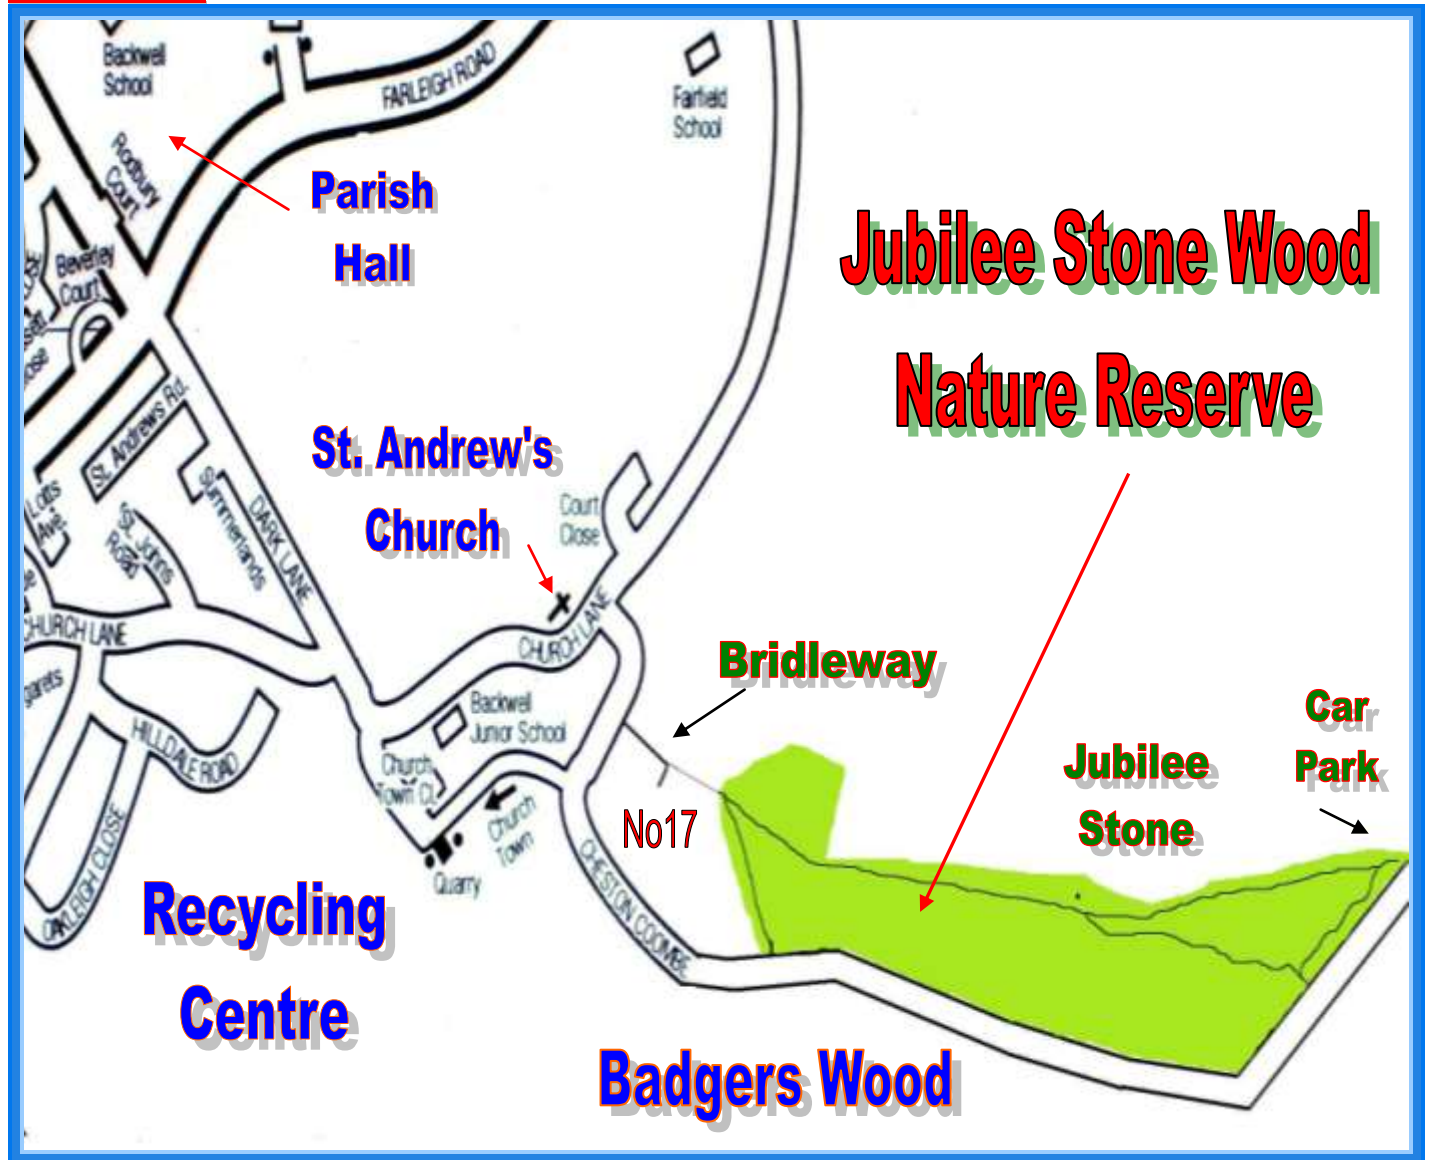 Backwell
School
FARLEIGH ROAD
Fairfield
School
Rodbury
Court
Parish
Hall
Jubilee Stone Wood
Nature Reserve
Beverley
Court
St. Andrews Rd.
St. Andrew's
Church
Lotts
Ave.
St. Johns
Road
Summerlands
DARK LANE
Court
Close
CHURCH LANE
CHURCH LANE
Bridleway
Car
Park
Jubilee
Stone
Backwell
Junior School
HILLDALE ROAD
Church
Town Cl.
Church
Town
No17
Quarry
OAKLEIGH CLOSE
CHESTON COOMBE
Recycling
Centre
Badgers Wood